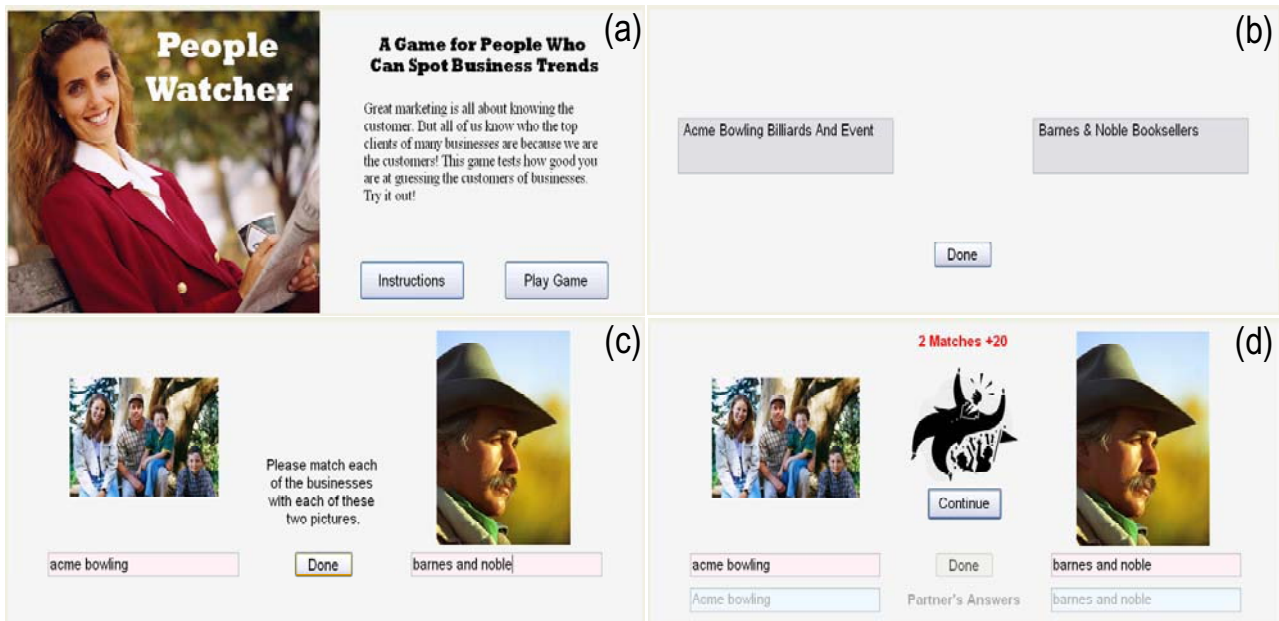 People
Watcher
(a)
A Game for People Who
Can Spot Business Trends
Great marketing is all about knowing the
customer. But all of us know who the top
clients of many businesses are because we are
the customers! This game tests how good you
are at guessing the customers of businesses.
Try it out!
Instructions
Play Game
(b)
Acme Bowling Billiards And Event
Barnes & Noble Booksellers
Done
(c)
Please match each
of the businesses
with each of these
two pictures.
acme bowling
Done
barnes and noble
(d)
2 Matches +20
Continue
acme bowling
Done
barnes and noble
Acme bowling
Partner's Answers
barnes and noble